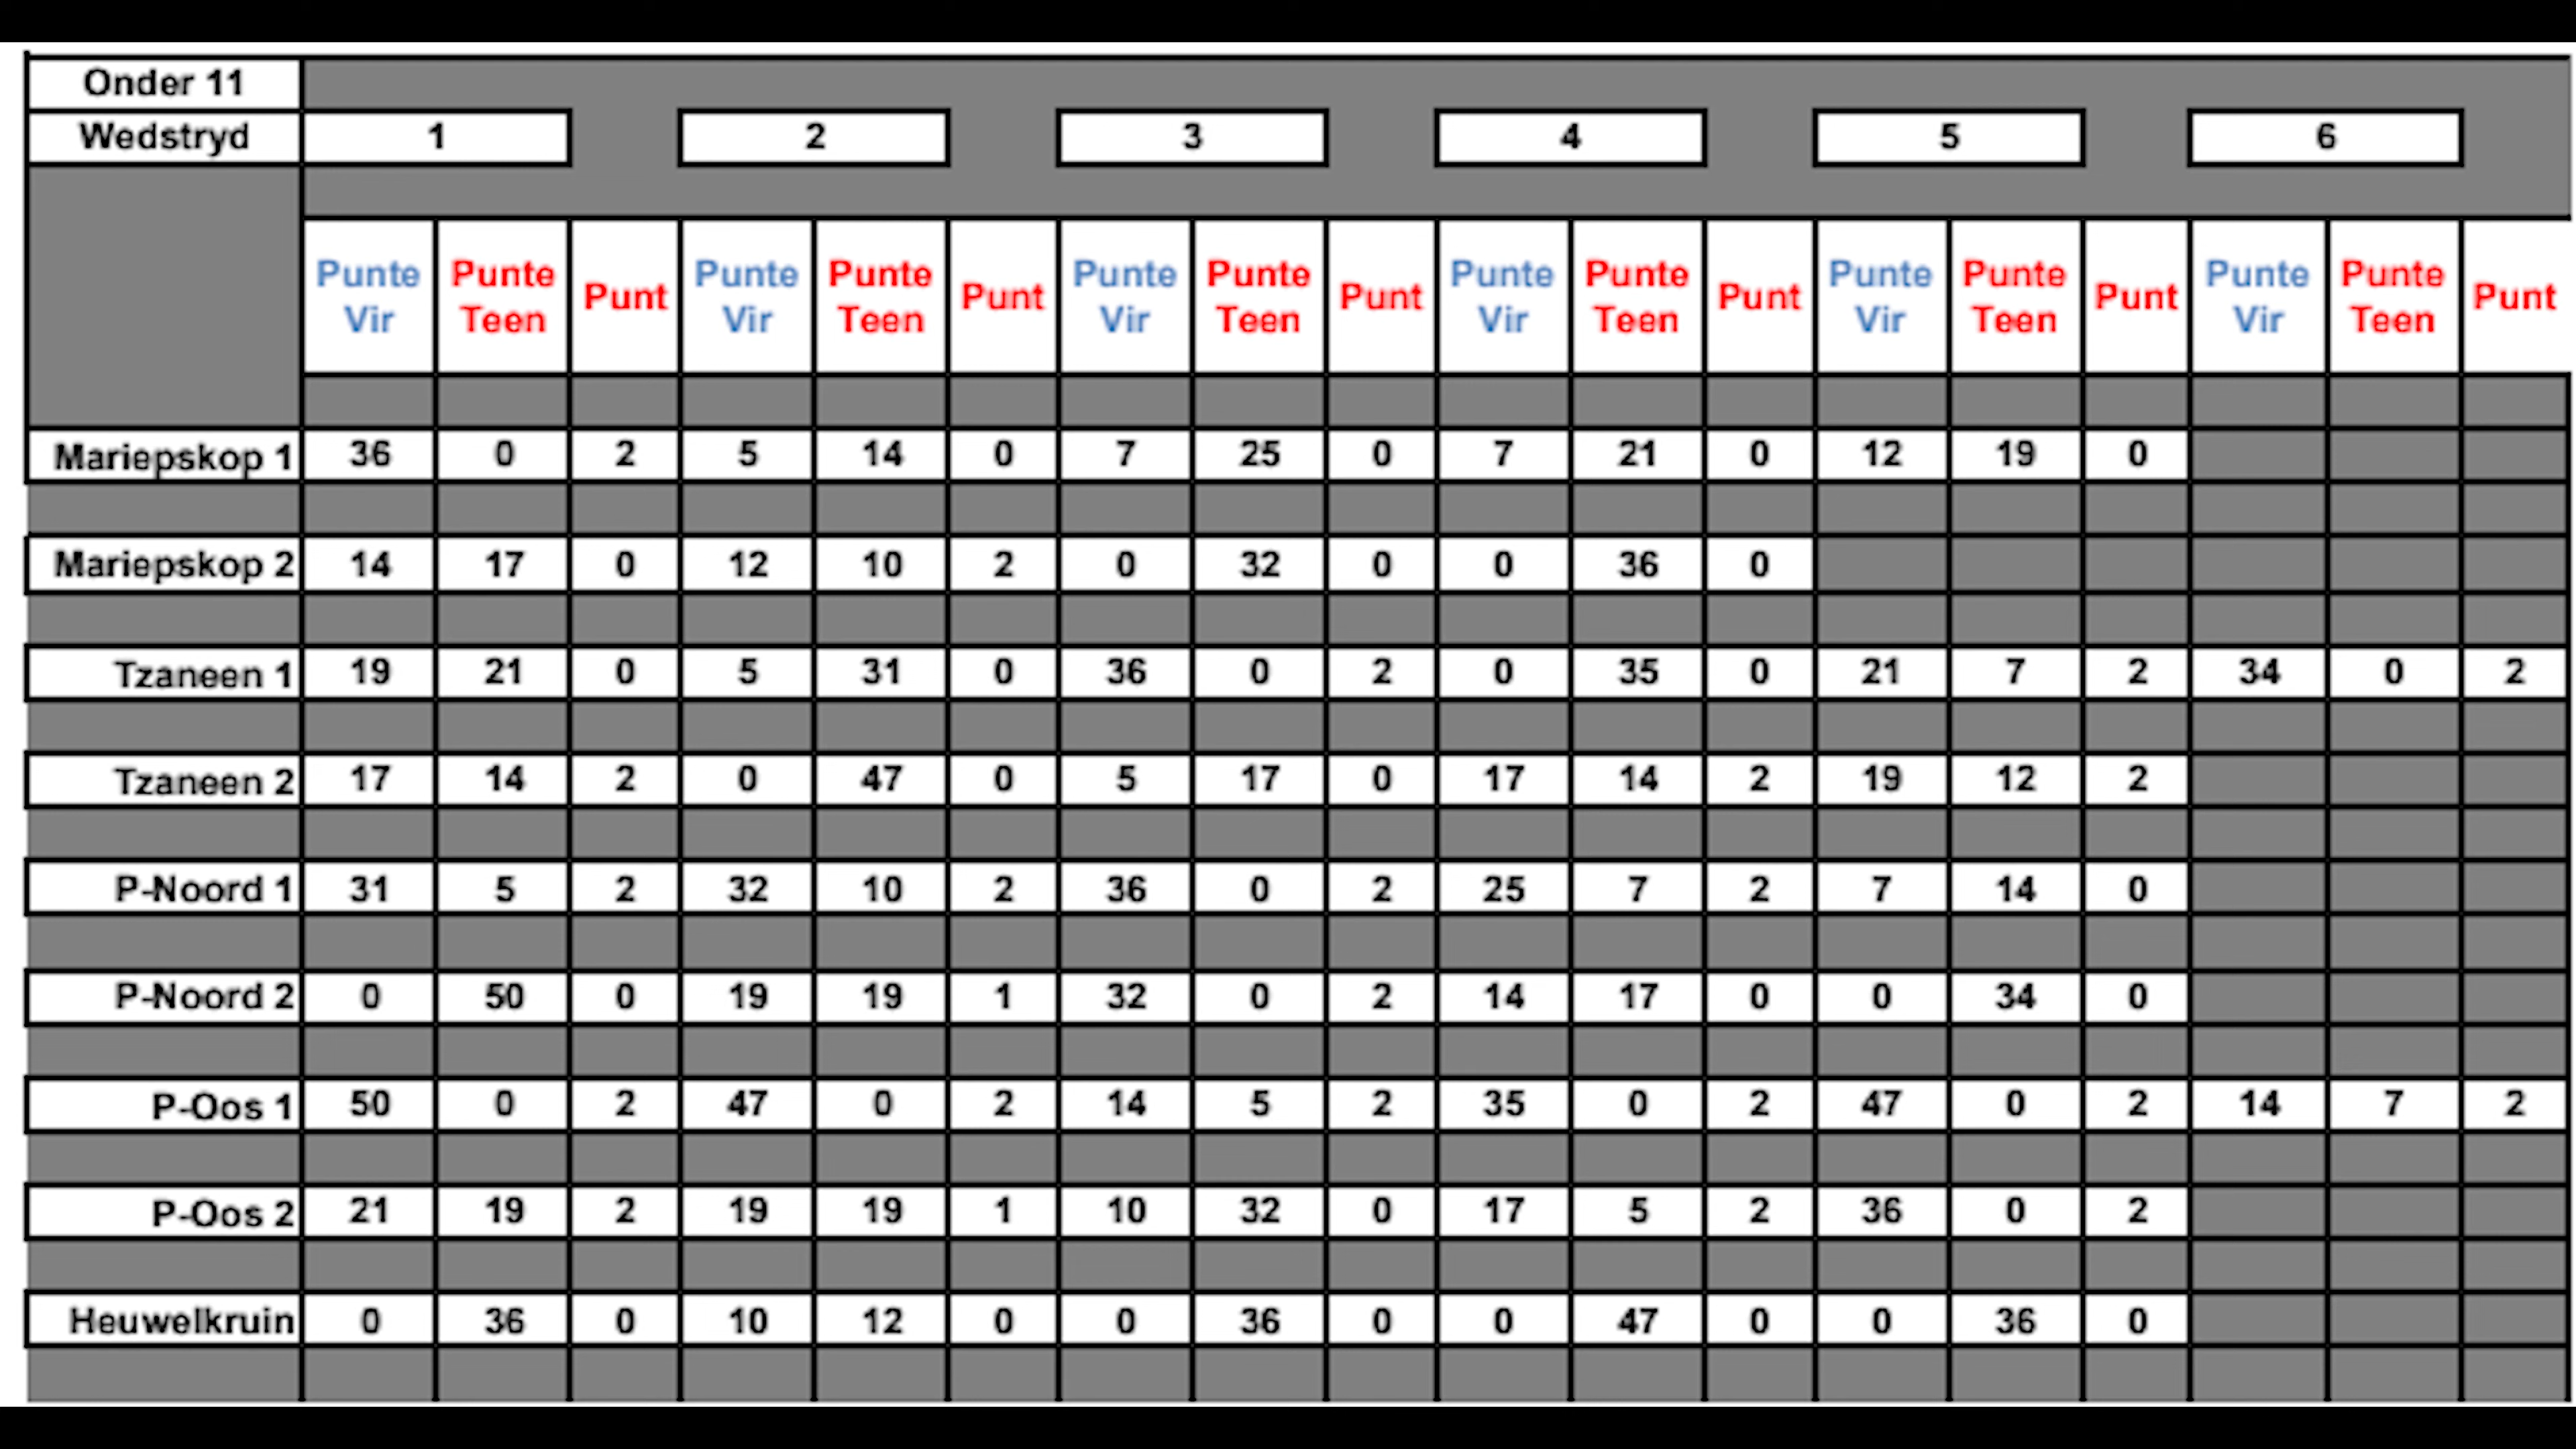 Onder 11
Wedstryd 1 2 3 4 5 6
Punte Vir Punte Teen Punt Punte Vir Punte Teen Punt Punte Vir Punte Teen Punt Punte Vir Punte Teen Punt Punte Vir Punte Teen Punt Punte Vir Punte Teen Punt
Mariepskop 1 36 0 2 5 14 0 7 25 0 7 21 0 12 19 0
Mariepskop 2 14 17 0 12 10 2 0 32 0 0 36 0
Tzaneen 1 19 21 0 5 31 0 36 0 2 0 35 0 21 7 2 34 0 2
Tzaneen 2 17 14 2 0 47 0 5 17 0 17 14 2 19 12 2
P-Noord 1 31 5 2 32 10 2 36 0 2 25 7 2 7 14 0
P-Noord 2 0 50 0 19 19 1 32 0 2 14 17 0 0 34 0
P-Oos 1 50 0 2 47 0 2 14 5 2 35 0 2 47 0 2 14 7 2
P-Oos 2 21 19 2 19 19 1 10 32 0 17 5 2 36 0 2
Heuwelkruin 0 36 0 10 12 0 0 36 0 0 47 0 0 36 0